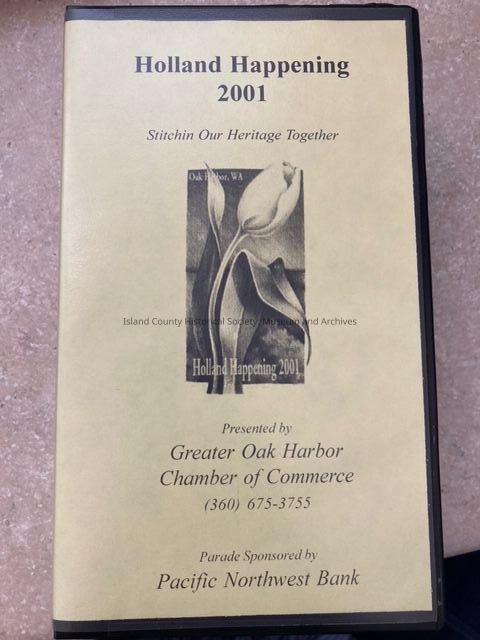 Holland Happening
2001
Stitchin Our Heritage Together
Oak Harbor, WA
Island County Historical Society, Museum and Archives
Holland Happening 2001
Presented by
Greater Oak Harbor
Chamber of Commerce
(360) 675-3755
Parade Sponsored by
Pacific Northwest Bank